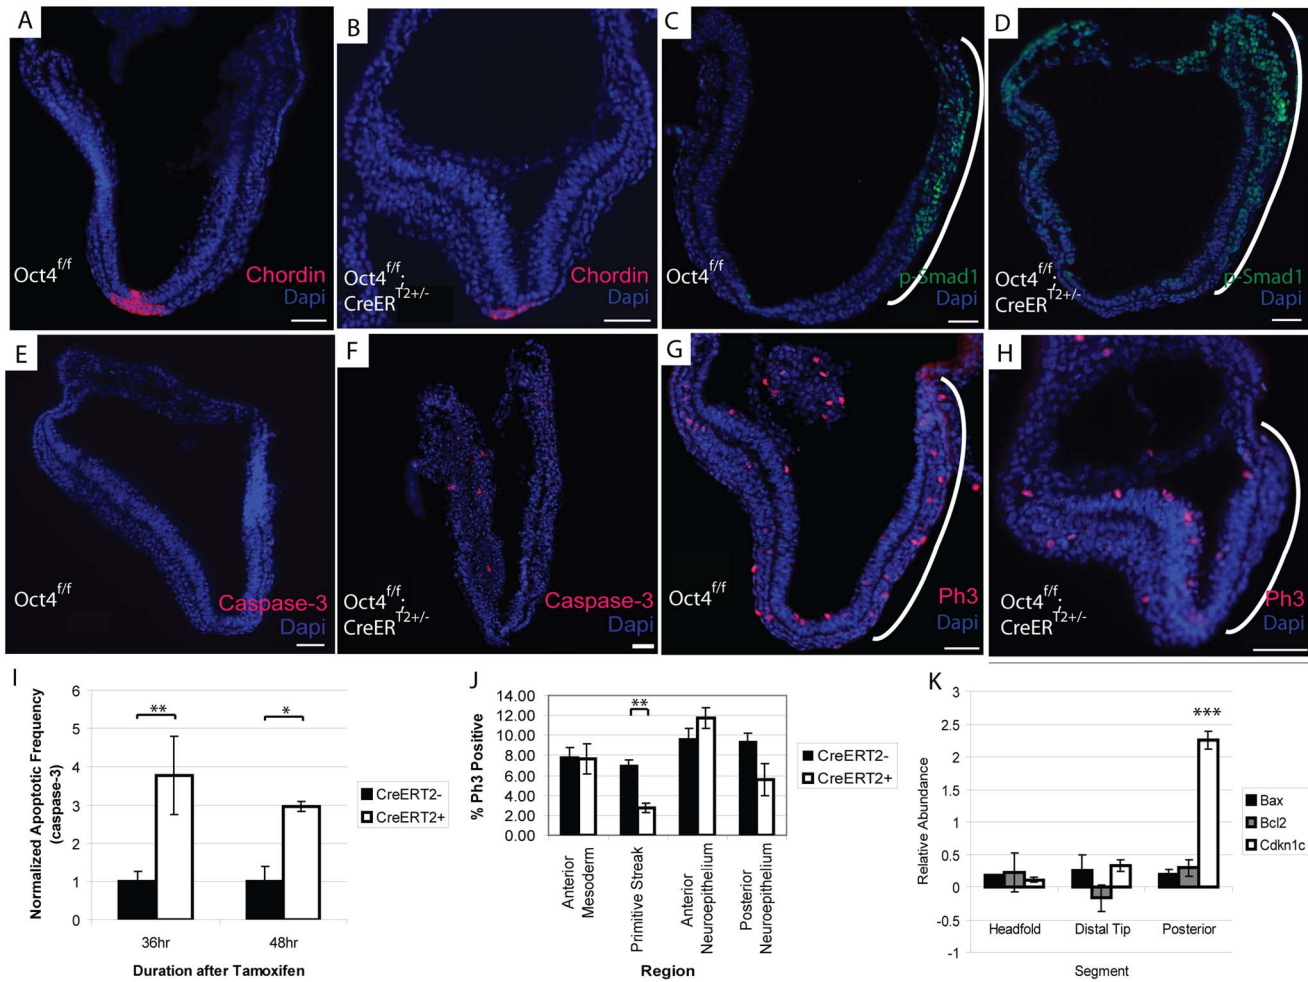 A
Oct4f/f
Chordin
Dapi
B
Oct4f/f;
CreERT2+/-
Chordin
Dapi
C
Oct4f/f
p-Smad1
Dapi
D
Oct4f/f;
CreERT2+/-
p-Smad1
Dapi
E
Oct4f/f
Caspase-3
Dapi
F
Oct4f/f;
CreERT2+/-
Caspase-3
Dapi
G
Oct4f/f
Ph3
Dapi
H
Oct4f/f;
CreERT2+/-
Ph3
Dapi
I
Normalized Apoptotic Frequency
(caspase-3)
6
5
4
3
2
1
0
**
*
CreERT2-
CreERT2+
36hr
48hr
Duration after Tamoxifen
J
% Ph3 Positive
14.00
12.00
10.00
8.00
6.00
4.00
2.00
0.00
**
CreERT2-
CreERT2+
Anterior
Mesoderm
Primitive Streak
Anterior
Neuroepithelium
Posterior
Neuroepithelium
Region
K
Relative Abundance
3
2.5
2
1.5
1
0.5
0
-0.5
-1
***
Bax
Bcl2
Cdkn1c
Headfold
Distal Tip
Posterior
Segment